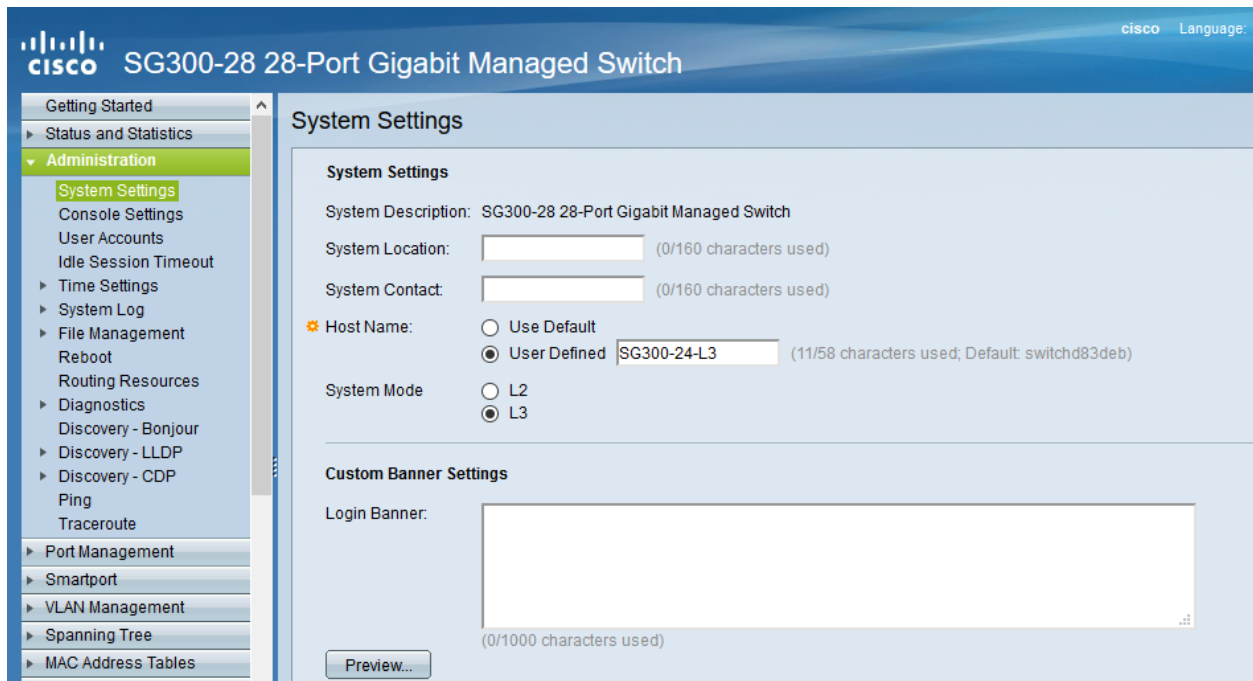 cisco Language:
CISCO SG300-28 28-Port Gigabit Managed Switch
Getting Started
Status and Statistics
Administration
System Settings
Console Settings
User Accounts
Idle Session Timeout
Time Settings
System Log
File Management
Reboot
Routing Resources
Diagnostics
Discovery - Bonjour
Discovery - LLDP
Discovery - CDP
Ping
Traceroute
Port Management
Smartport
VLAN Management
Spanning Tree
MAC Address Tables
System Settings
System Settings
System Description: SG300-28 28-Port Gigabit Managed Switch
System Location: (0/160 characters used)
System Contact: (0/160 characters used)
Host Name: Use Default
User Defined SG300-24-L3 (11/58 characters used; Default: switchd83deb)
System Mode L2
L3
Custom Banner Settings
Login Banner:
(0/1000 characters used)
Preview...